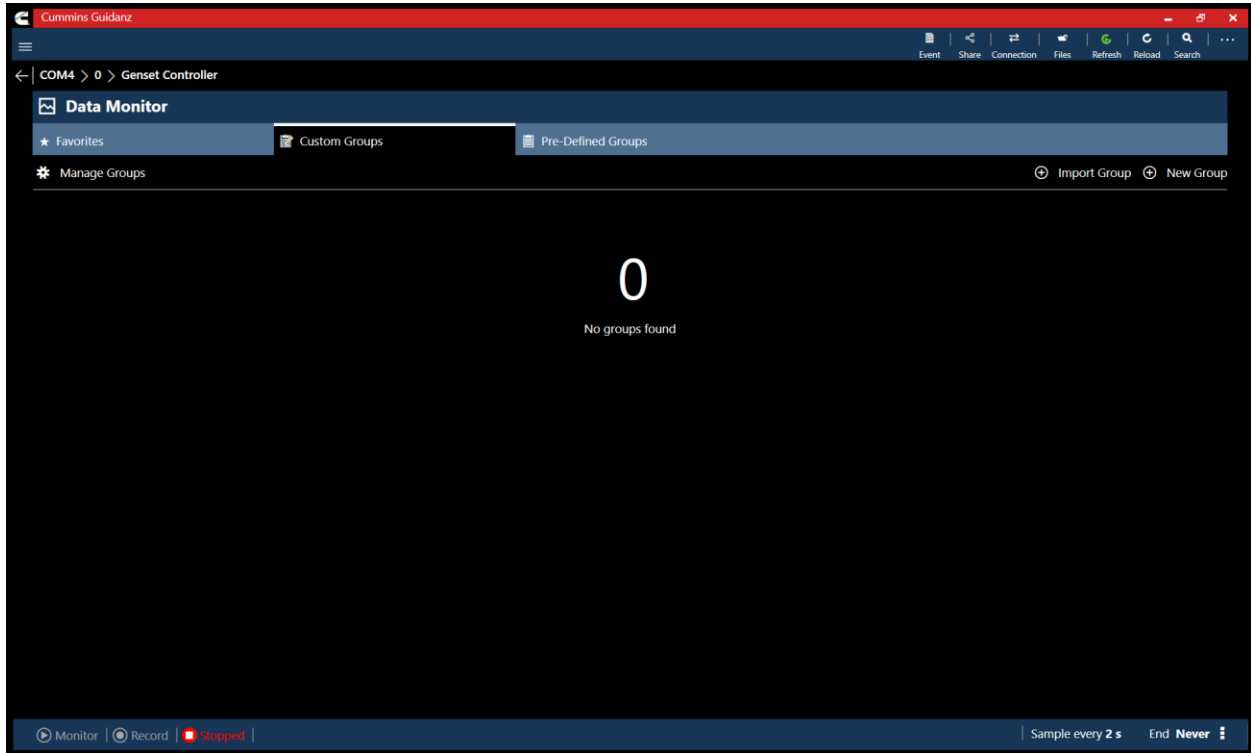 Cummins Guidanz
Event Share Connection Files Refresh Reload Search
COM4 > 0 > Genset Controller
Data Monitor
Favorites Custom Groups Pre-Defined Groups
Manage Groups Import Group New Group
0
No groups found
Monitor Record Stopped Sample every 2 s End Never